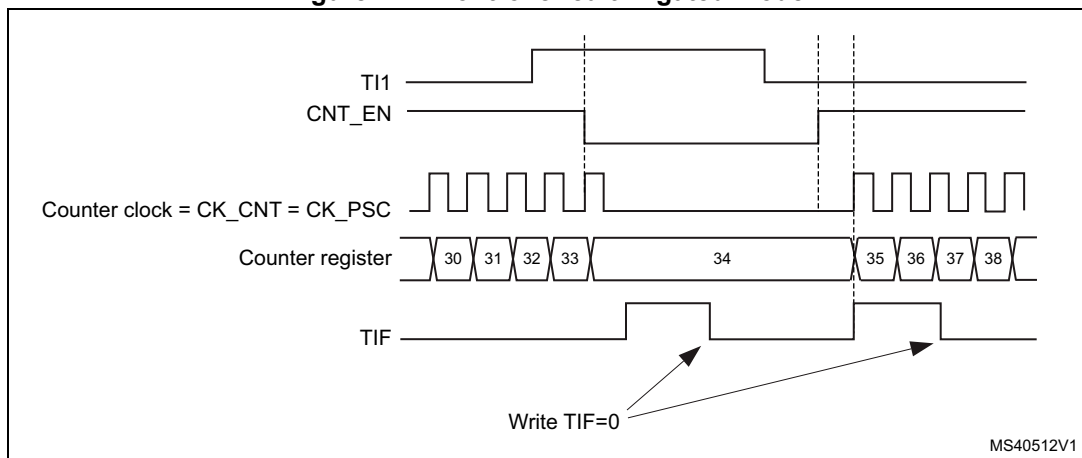 TI1
CNT_EN
Counter clock = CK_CNT = CK_PSC
Counter register 30 31 32 33 34 35 36 37 38
TIF
Write TIF=0
MS40512V1